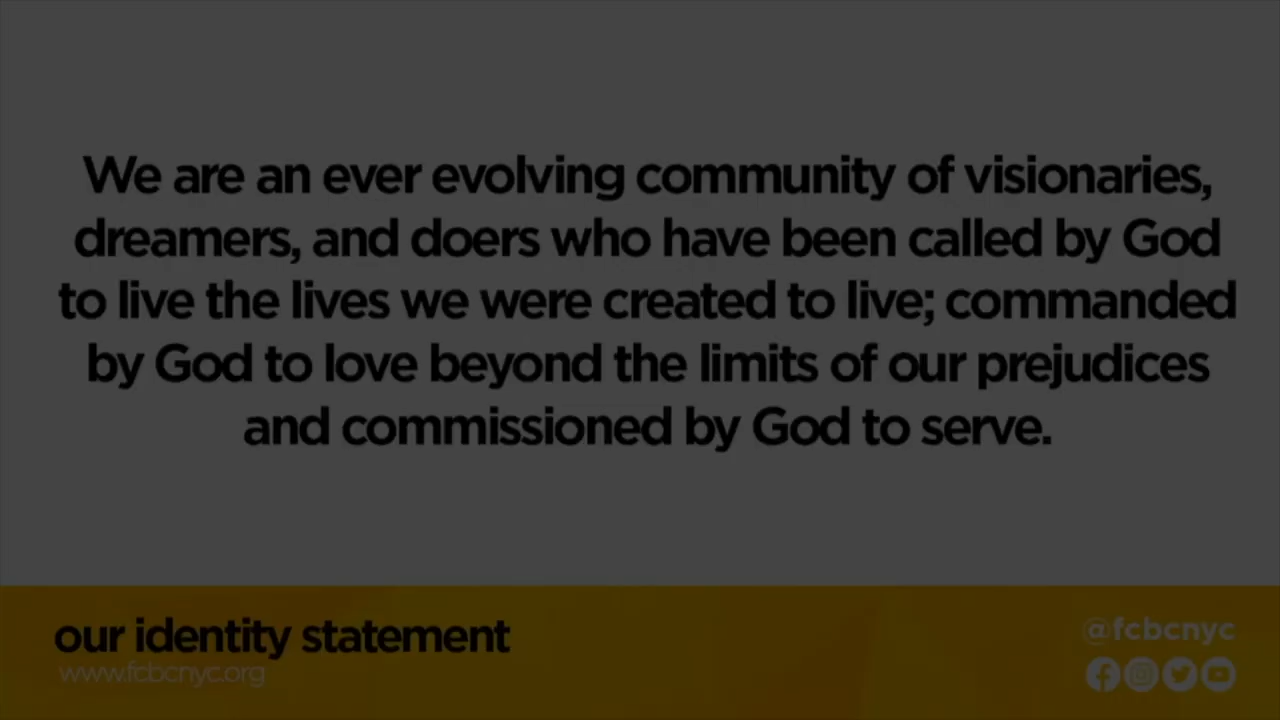 We are an ever evolving community of visionaries,
dreamers, and doers who have been called by God
to live the lives we were created to live; commanded
by God to love beyond the limits of our prejudices
and commissioned by God to serve.
our identity statement
www.fcbcnyc.org
@fcbcnyc